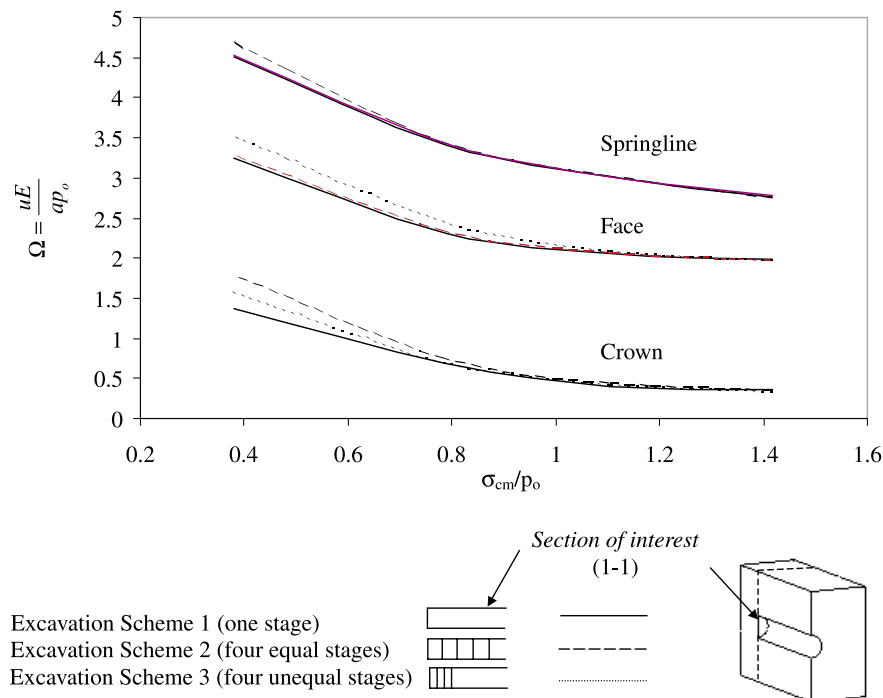 5
4.5
4
3.5
3
2.5
2
1.5
1
0.5
0
Ω = uE / apₒ
Springline
Face
Crown
0.2 0.4 0.6 0.8 1 1.2 1.4 1.6
σcm/pₒ
Section of interest
(1-1)
Excavation Scheme 1 (one stage)
Excavation Scheme 2 (four equal stages)
Excavation Scheme 3 (four unequal stages)